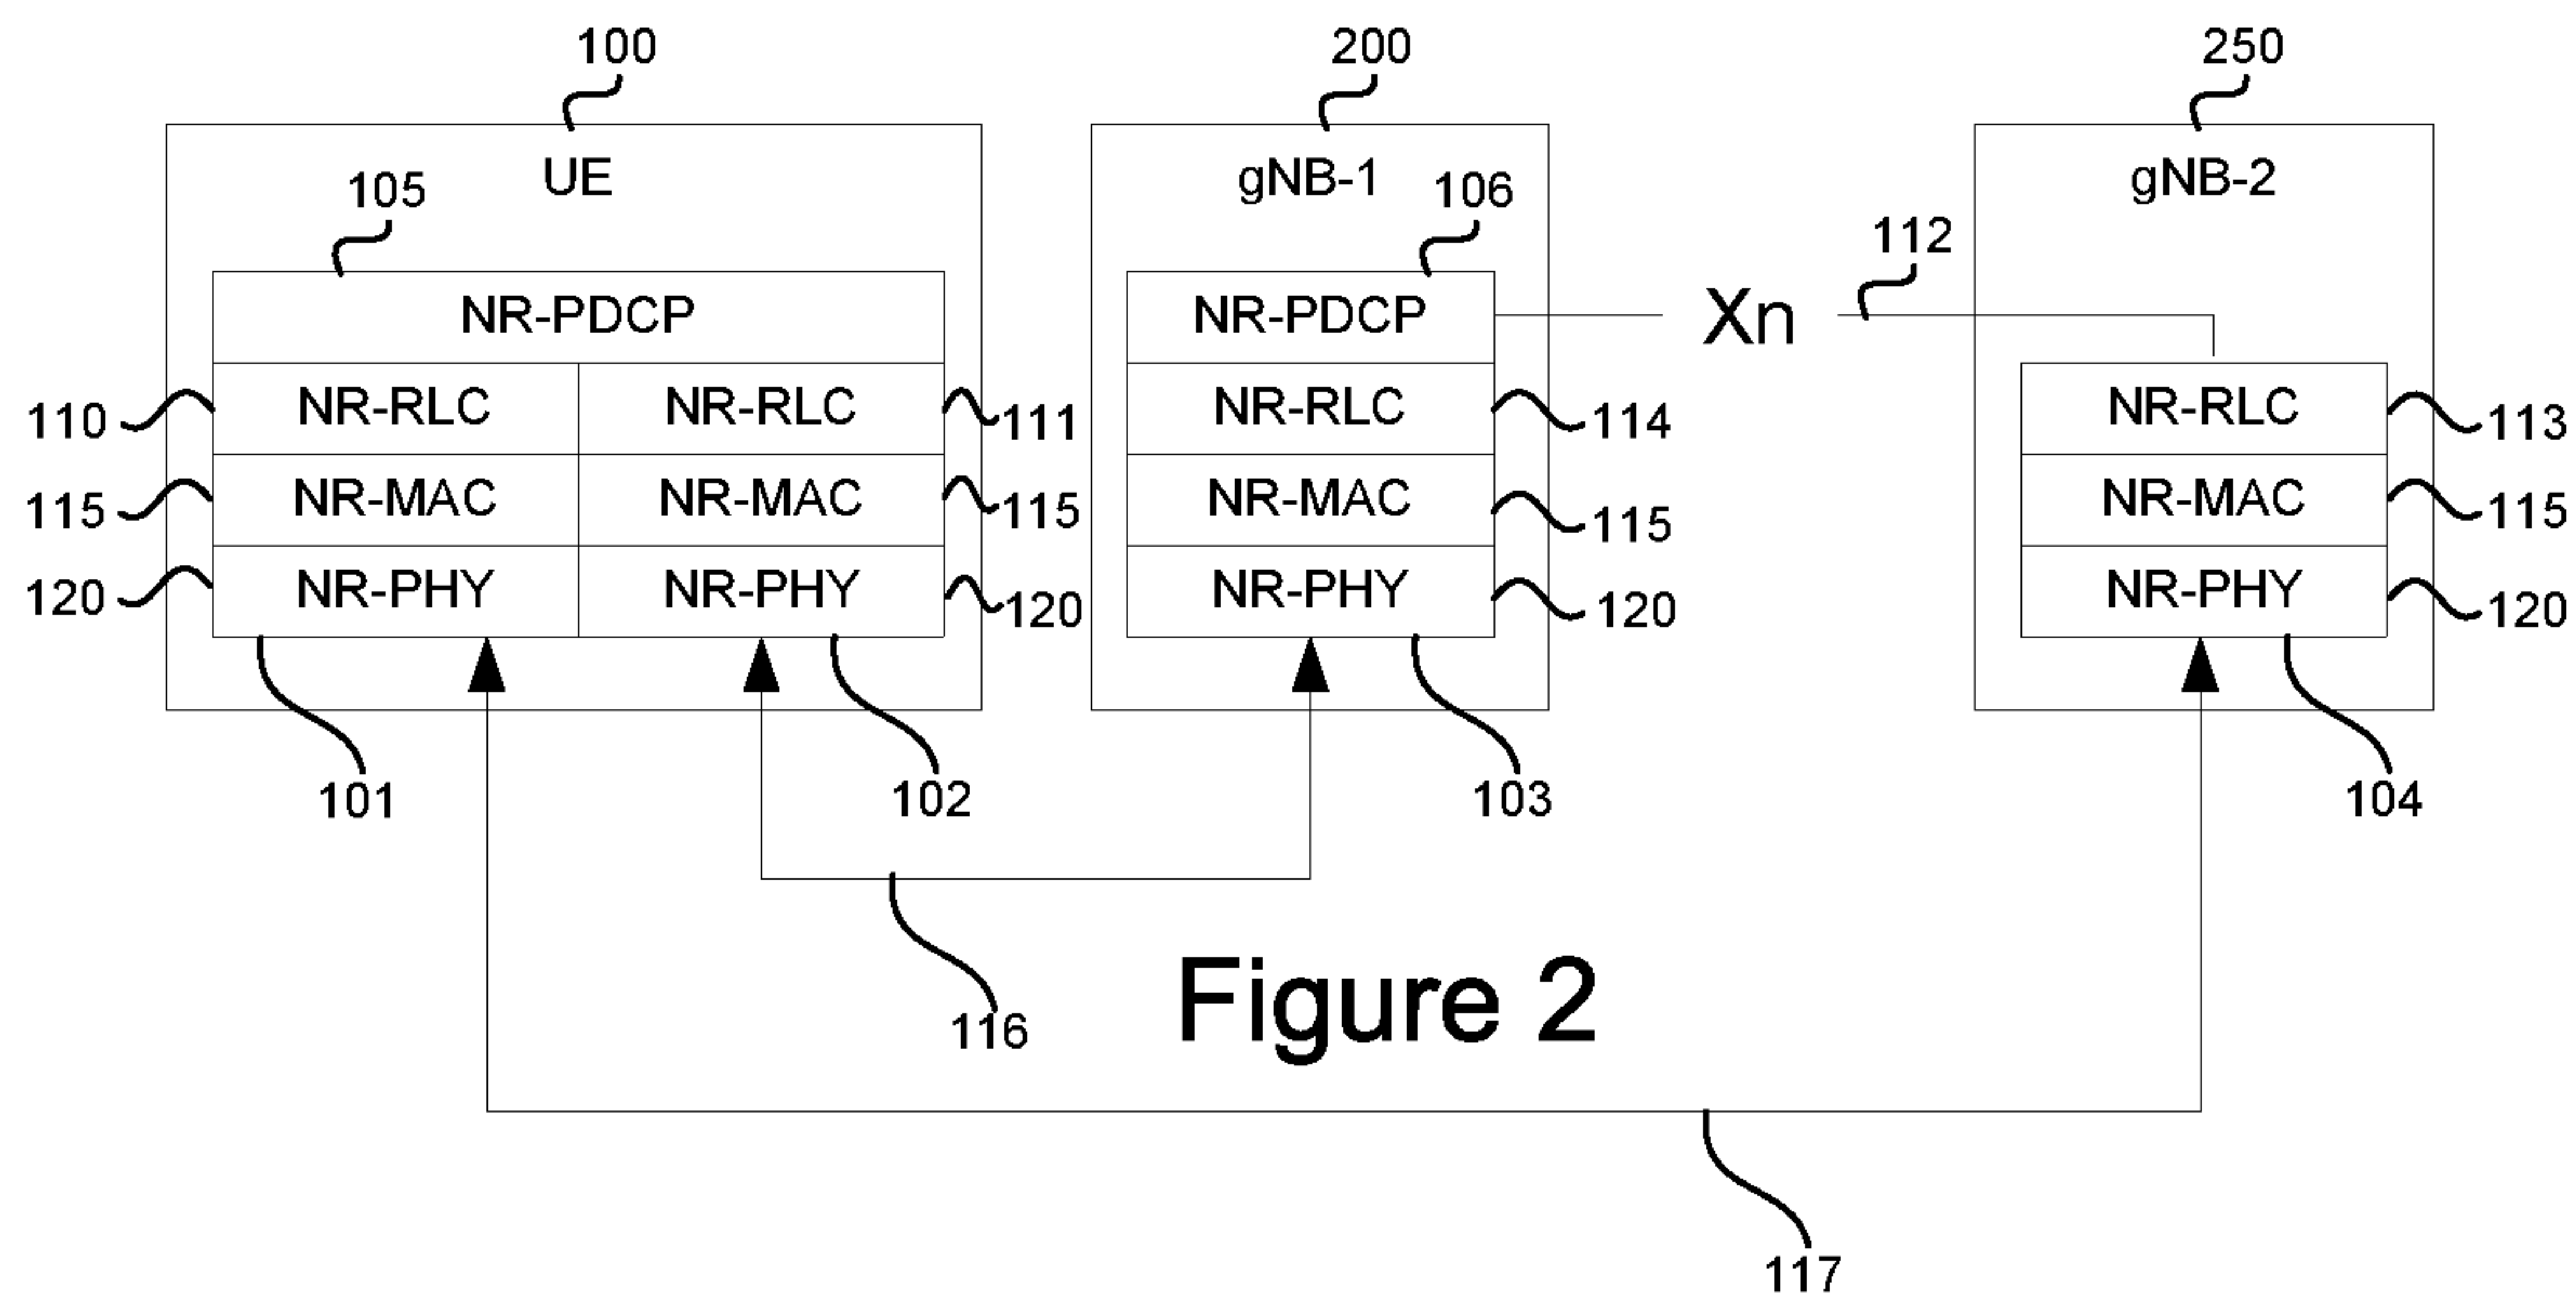 100 200 250
UE gNB-1 gNB-2
105 106
112
NR-PDCP NR-PDCP Xn
110 NR-RLC NR-RLC 111 NR-RLC 114 NR-RLC 113
115 NR-MAC NR-MAC 115 NR-MAC 115 NR-MAC 115
120 NR-PHY NR-PHY 120 NR-PHY 120 NR-PHY 120
101 102 103 104
116
Figure 2
117